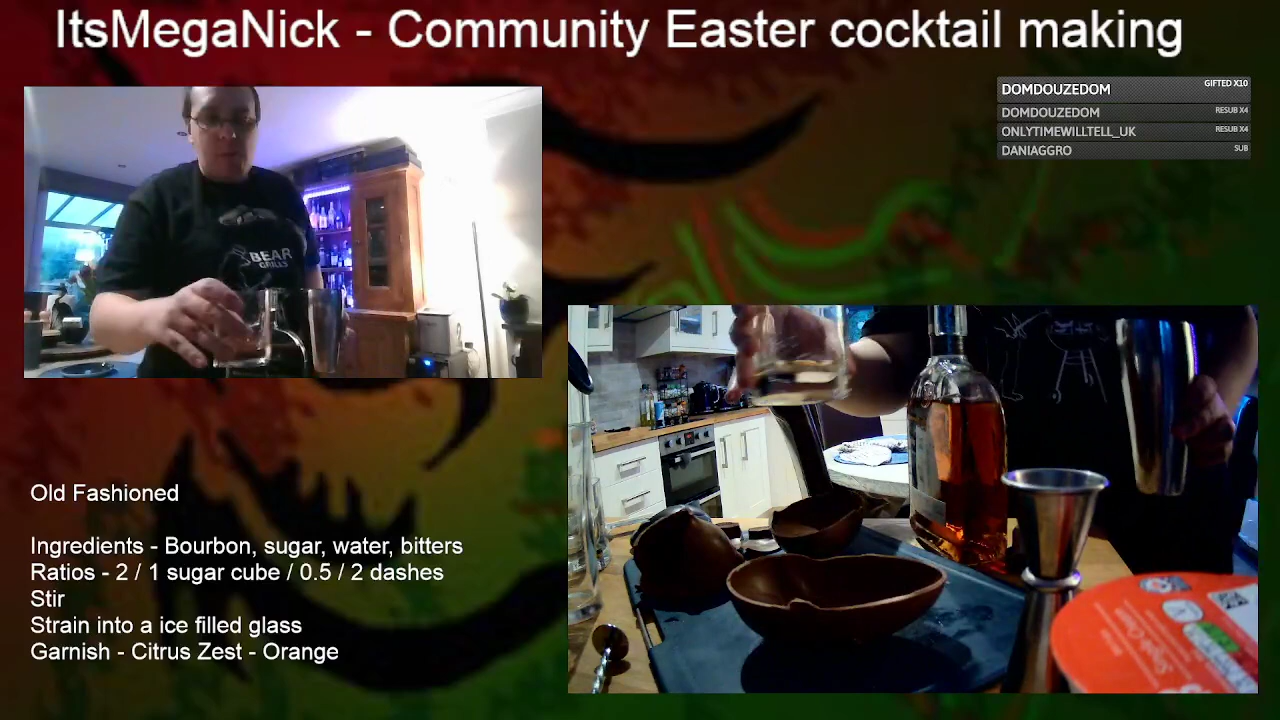 ItsMegaNick - Community Easter cocktail making
DOMDOUZEDOM GIFTED X10
DOMDOUZEDOM RESUB X4
ONLYTIMEWILLTELL_UK RESUB X4
DANIAGGRO SUB
BEAR
GRILLS
Old Fashioned
Ingredients - Bourbon, sugar, water, bitters
Ratios - 2 / 1 sugar cube / 0.5 / 2 dashes
Stir
Strain into a ice filled glass
Garnish - Citrus Zest - Orange